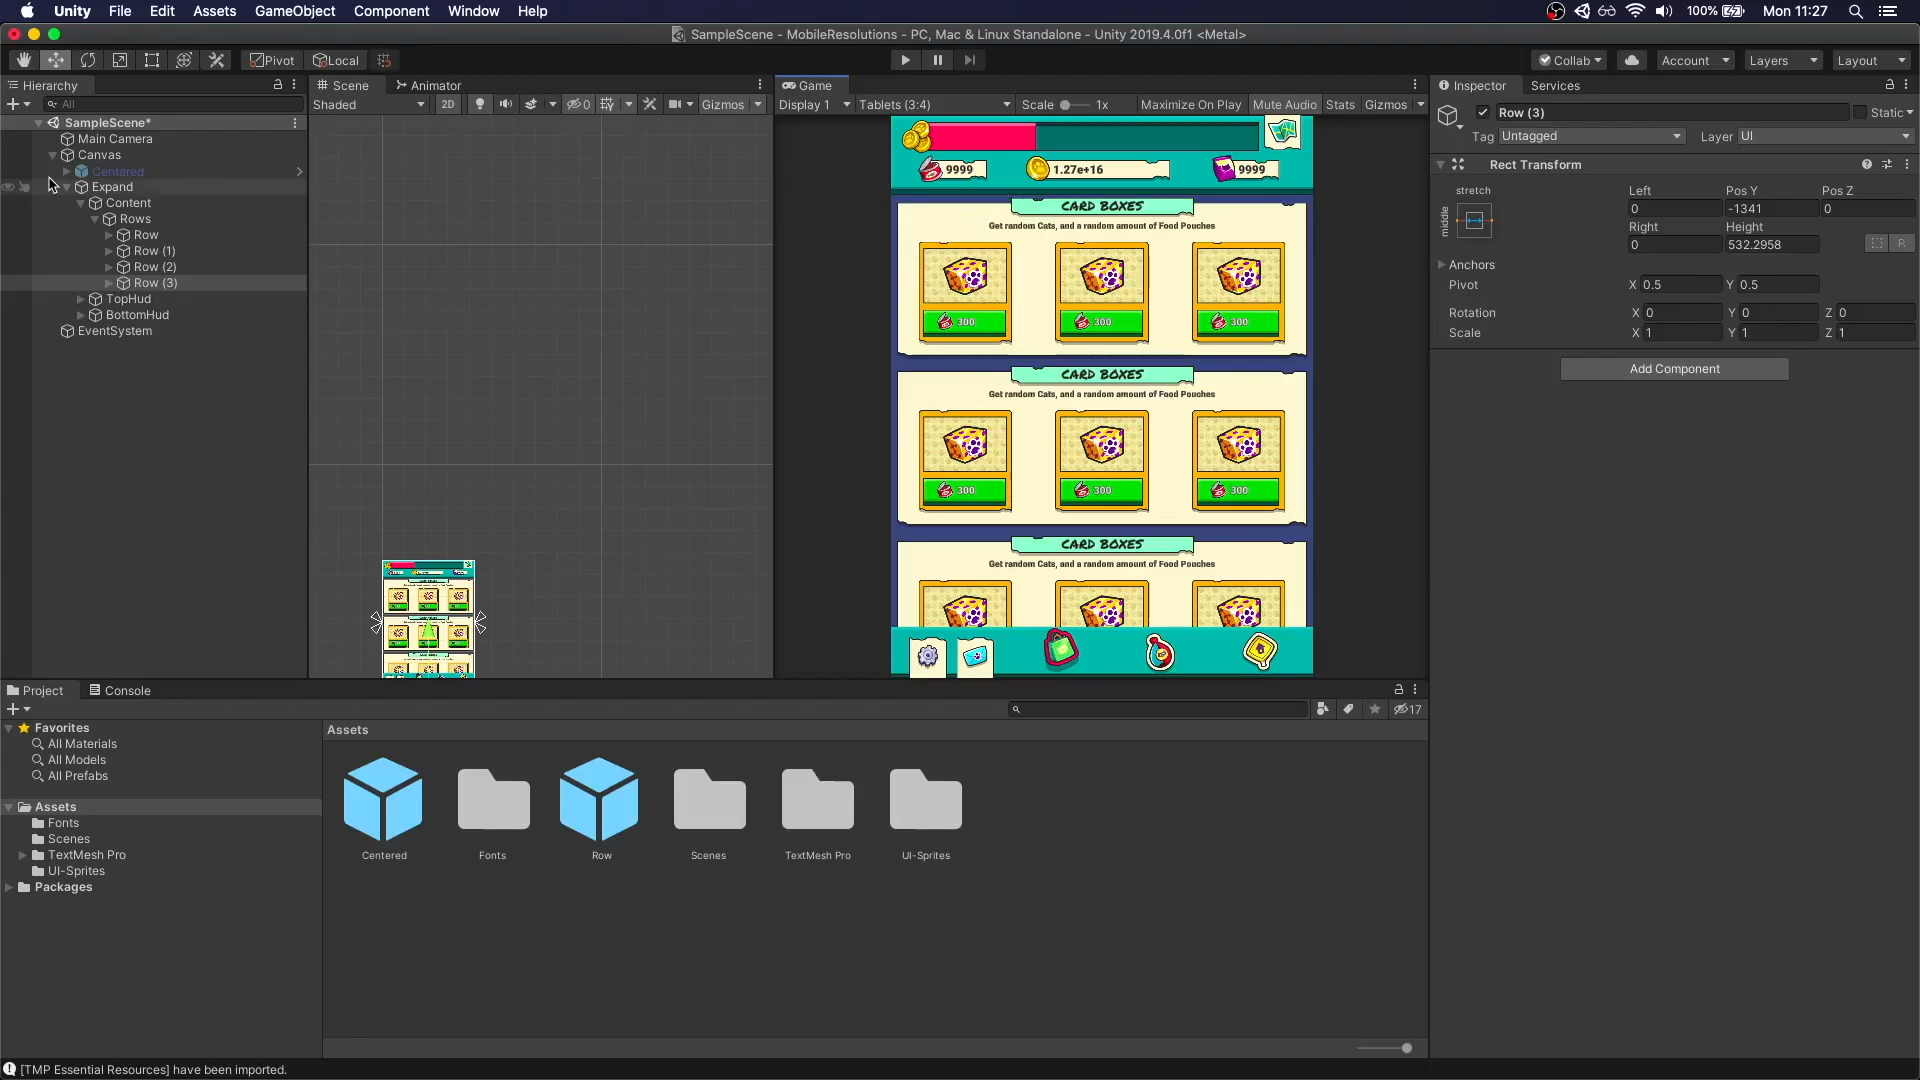 Unity File Edit Assets GameObject Component Window Help 100% Mon 11:27
SampleScene - MobileResolutions - PC, Mac & Linux Standalone - Unity 2019.4.0f1 <Metal>
Pivot Local Collab Account Layers Layout
Hierarchy
All
SampleScene*
Main Camera
Canvas
Centered
Expand
Content
Rows
Row
Row (1)
Row (2)
Row (3)
TopHud
BottomHud
EventSystem
Scene Animator
Shaded 2D 0 Gizmos
Game
Display 1 Tablets (3:4) Scale 1x Maximize On Play Mute Audio Stats Gizmos
9999 1.27e+16 9999
CARD BOXES
Get random Cats, and a random amount of Food Pouches
300 300 300
CARD BOXES
Get random Cats, and a random amount of Food Pouches
300 300 300
CARD BOXES
Get random Cats, and a random amount of Food Pouches
Inspector Services
Row (3) Static
Tag Untagged Layer UI
Rect Transform
stretch
middle
Left Pos Y Pos Z
0 -1341 0
Right Height
0 532.2958 R
Anchors
Pivot X 0.5 Y 0.5
Rotation X 0 Y 0 Z 0
Scale X 1 Y 1 Z 1
Add Component
Project Console
17
Favorites
All Materials
All Models
All Prefabs
Assets
Fonts
Scenes
TextMesh Pro
UI-Sprites
Packages
Assets
Centered Fonts Row Scenes TextMesh Pro UI-Sprites
[TMP Essential Resources] have been imported.